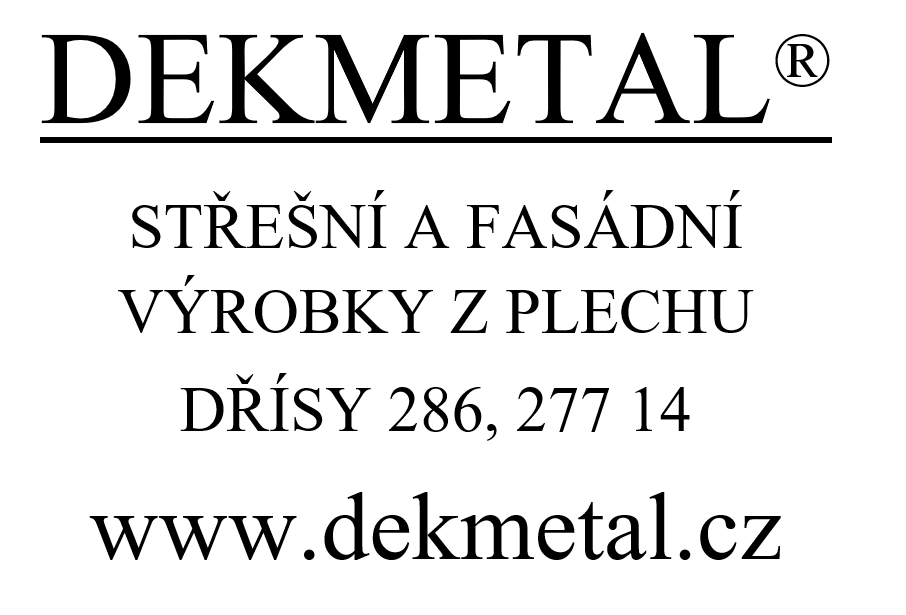 DEKMETAL®
STŘEŠNÍ A FASÁDNÍ
VÝROBKY Z PLECHU
DŘÍSY 286, 277 14
www.dekmetal.cz